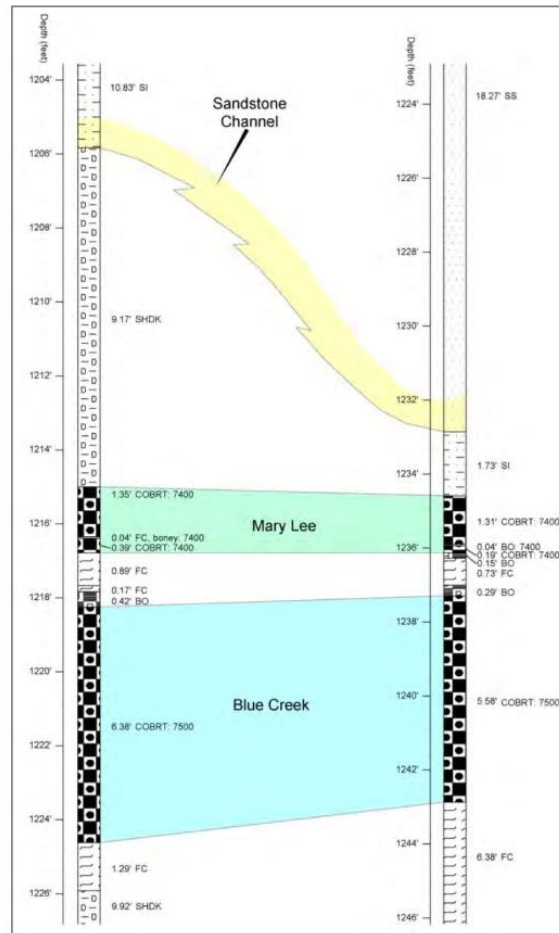 Depth (feet)
1204'
1206'
1208'
1210'
1212'
1214'
1216'
1218'
1220'
1222'
1224'
1226'
10.83' SI
9.17' SHDK
1.35' COBRT: 7400
0.04' FC, boney: 7400
0.39' COBRT: 7400
0.89' FC
0.17' FC
0.42' BO
6.38' COBRT: 7500
1.29' FC
9.92' SHDK
Sandstone
Channel
Mary Lee
Blue Creek
Depth (feet)
1224'
1226'
1228'
1230'
1232'
1234'
1236'
1238'
1240'
1242'
1244'
1246'
18.27' SS
1.73' SI
1.31' COBRT: 7400
0.04' BO: 7400
0.19' COBRT: 7400
0.15' BO
0.73' FC
0.29' BO
5.58' COBRT: 7500
6.38' FC